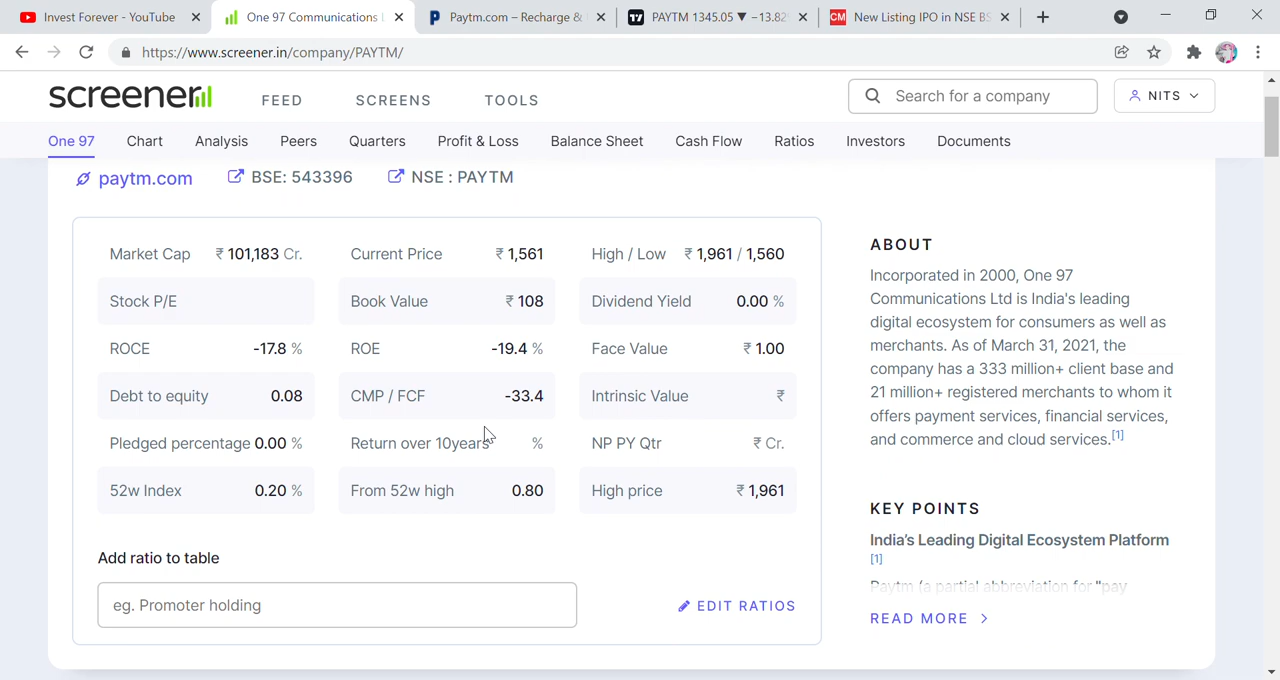 Invest Forever - YouTube
One 97 Communications L
Paytm.com – Recharge &
PAYTM 1345.05 ▼ −13.82
New Listing IPO in NSE BS
https://www.screener.in/company/PAYTM/
screener
FEED
SCREENS
TOOLS
Search for a company
NITS
One 97
Chart
Analysis
Peers
Quarters
Profit & Loss
Balance Sheet
Cash Flow
Ratios
Investors
Documents
paytm.com
BSE: 543396
NSE : PAYTM
Market Cap ₹ 101,183 Cr.
Current Price ₹ 1,561
High / Low ₹ 1,961 / 1,560
Stock P/E
Book Value ₹ 108
Dividend Yield 0.00 %
ROCE -17.8 %
ROE -19.4 %
Face Value ₹ 1.00
Debt to equity 0.08
CMP / FCF -33.4
Intrinsic Value ₹
Pledged percentage 0.00 %
Return over 10years %
NP PY Qtr ₹ Cr.
52w Index 0.20 %
From 52w high 0.80
High price ₹ 1,961
Add ratio to table
eg. Promoter holding
EDIT RATIOS
ABOUT
Incorporated in 2000, One 97
Communications Ltd is India's leading
digital ecosystem for consumers as well as
merchants. As of March 31, 2021, the
company has a 333 million+ client base and
21 million+ registered merchants to whom it
offers payment services, financial services,
and commerce and cloud services.[1]
KEY POINTS
India's Leading Digital Ecosystem Platform
[1]
Paytm (a partial abbreviation for "pay
READ MORE >